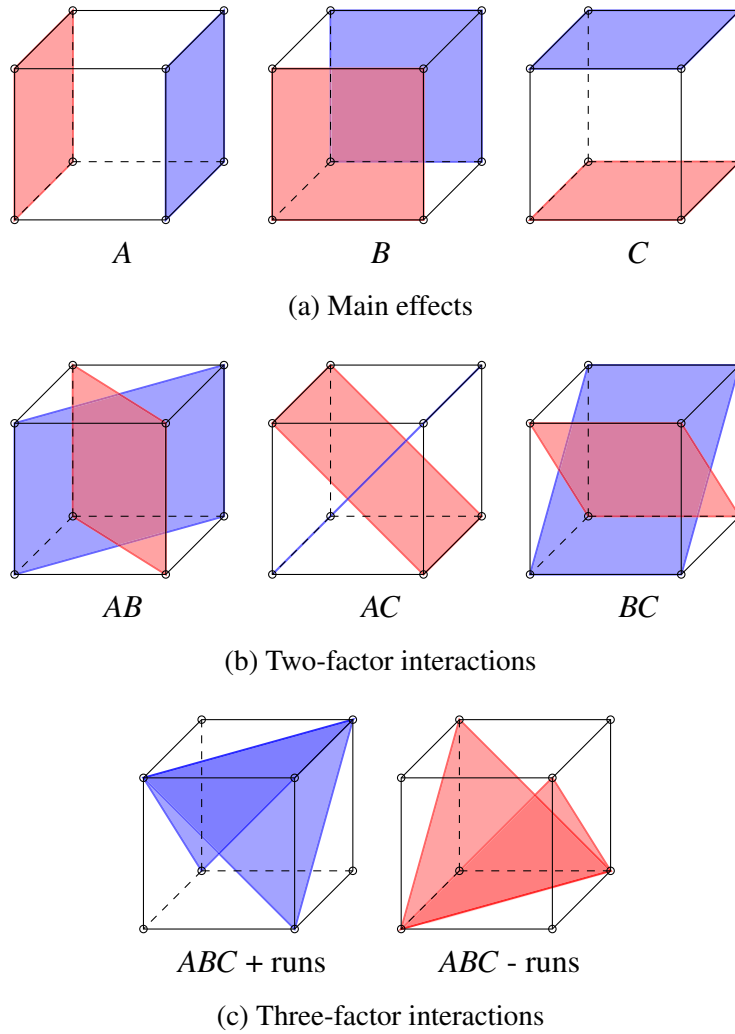 A B C
(a) Main effects
AB AC BC
(b) Two-factor interactions
ABC + runs ABC - runs
(c) Three-factor interactions